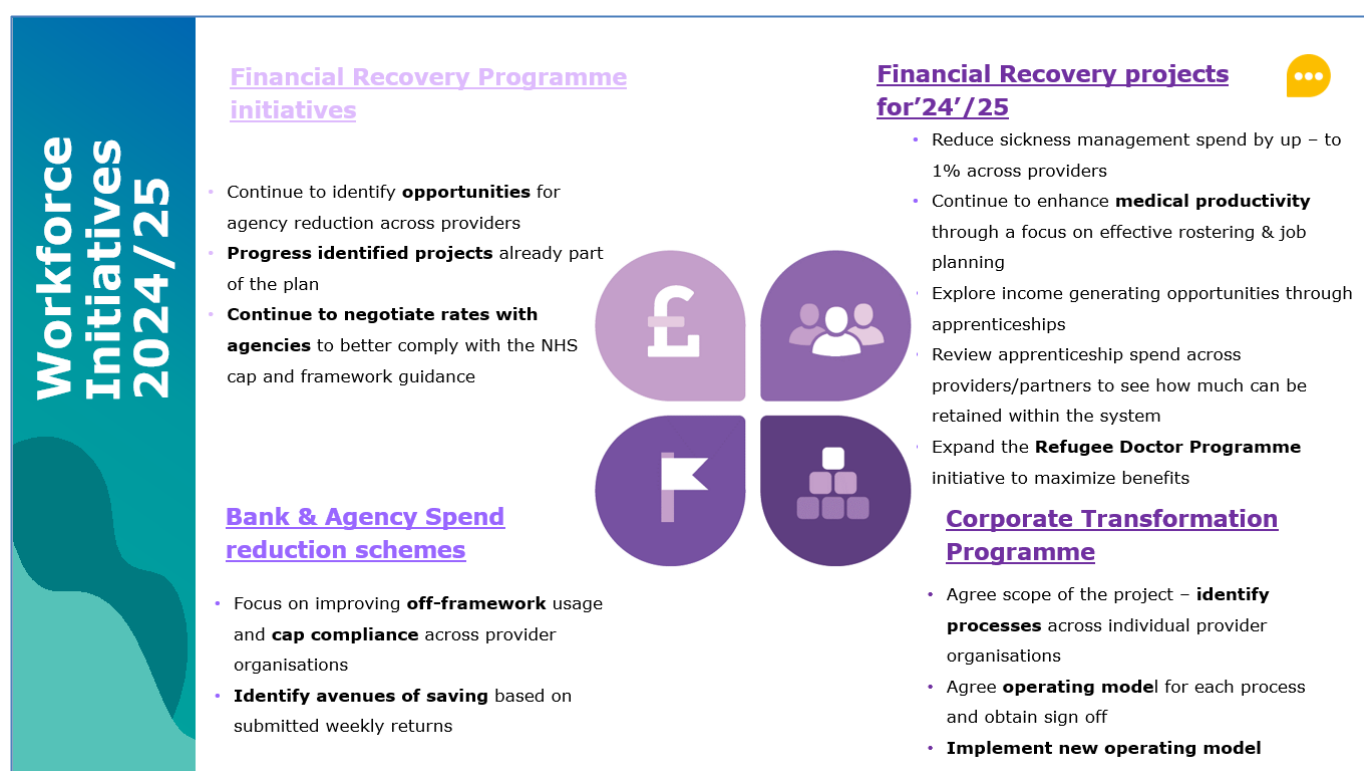 Workforce
Initiatives
2024/25
Financial Recovery Programme
initiatives
• Continue to identify opportunities for
agency reduction across providers
• Progress identified projects already part
of the plan
• Continue to negotiate rates with
agencies to better comply with the NHS
cap and framework guidance
Financial Recovery projects
for’24’/25
• Reduce sickness management spend by up – to
1% across providers
• Continue to enhance medical productivity
through a focus on effective rostering & job
planning
• Explore income generating opportunities through
apprenticeships
• Review apprenticeship spend across
providers/partners to see how much can be
retained within the system
• Expand the Refugee Doctor Programme
initiative to maximize benefits
£
Bank & Agency Spend
reduction schemes
• Focus on improving off-framework usage
and cap compliance across provider
organisations
• Identify avenues of saving based on
submitted weekly returns
Corporate Transformation
Programme
• Agree scope of the project – identify
processes across individual provider
organisations
• Agree operating model for each process
and obtain sign off
• Implement new operating model